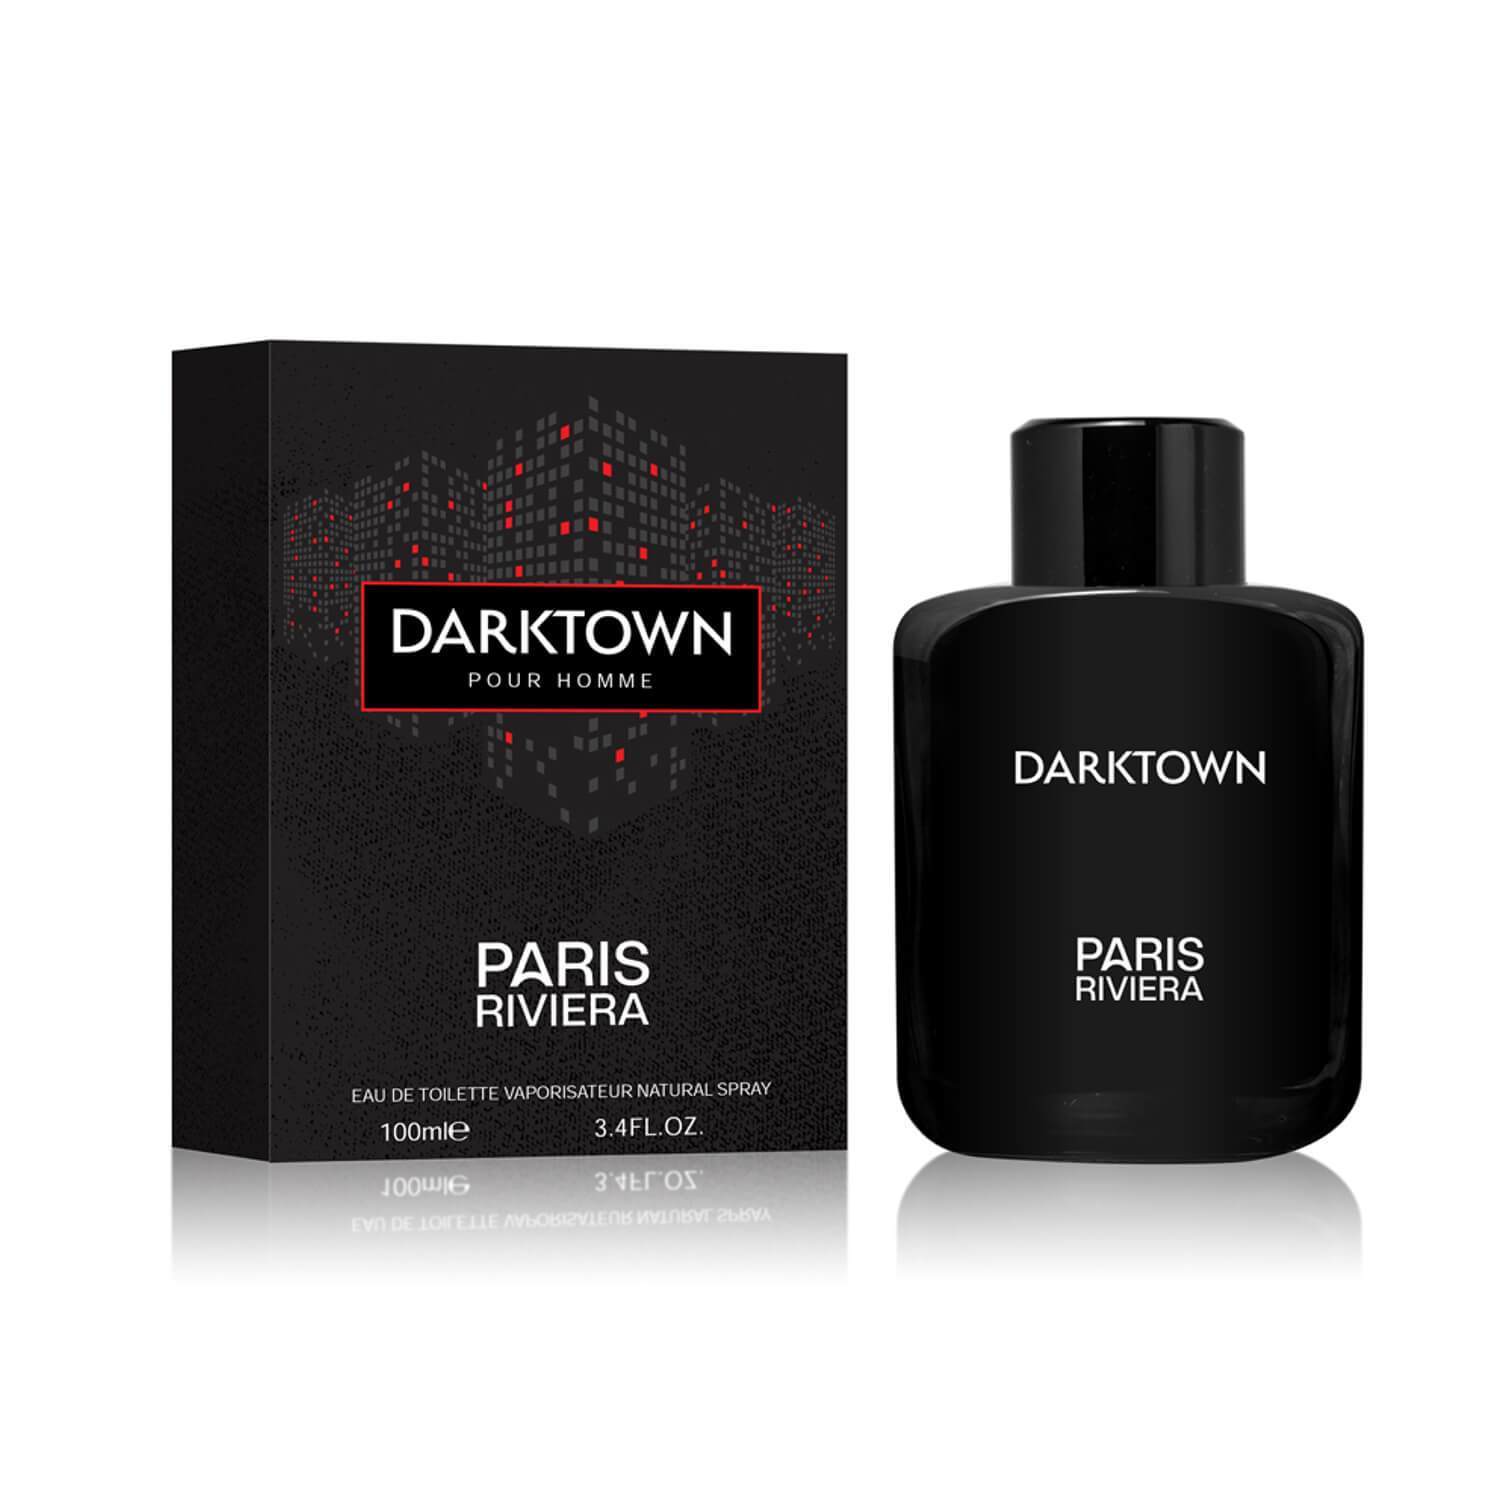 DARKTOWN
POUR HOMME
PARIS
RIVIERA
EAU DE TOILETTE VAPORISATEUR NATURAL SPRAY
100ml℮ 3.4FL.OZ.
DARKTOWN
PARIS
RIVIERA